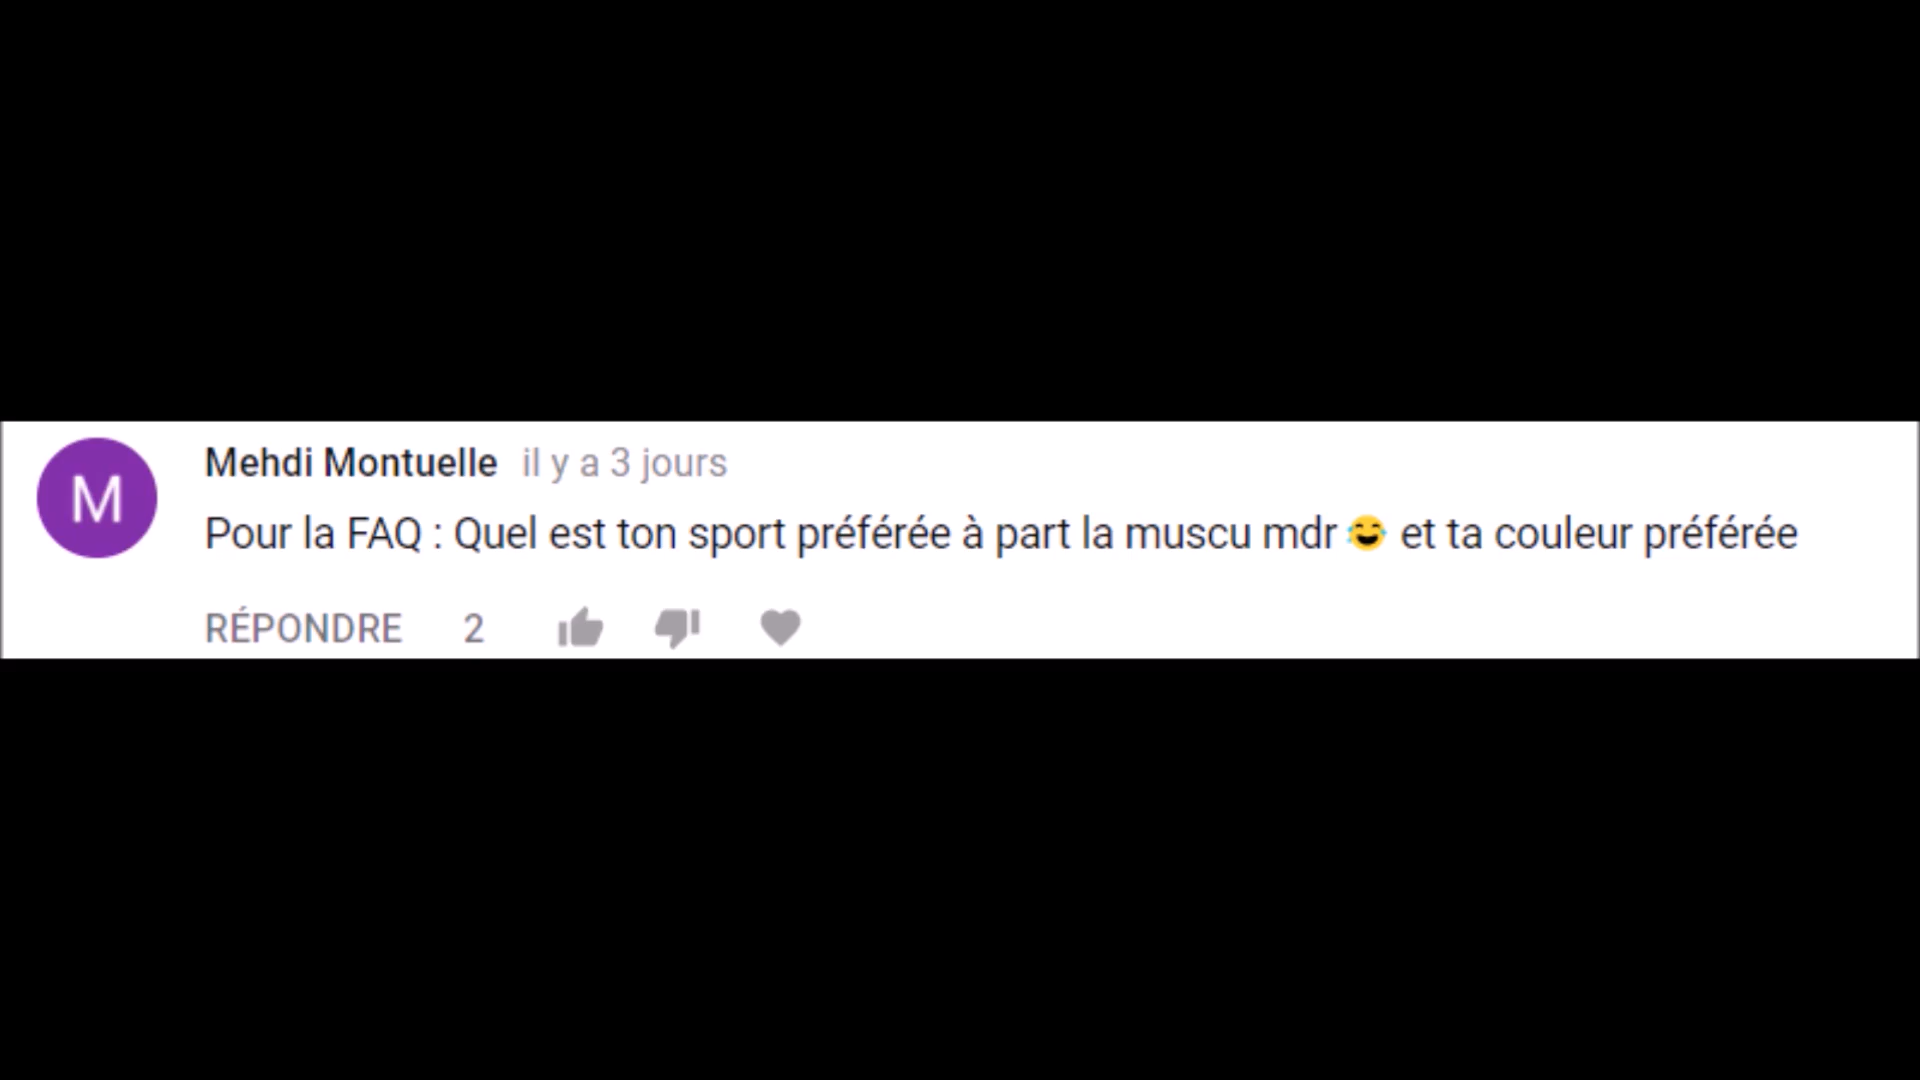 M
Mehdi Montuelle il y a 3 jours
Pour la FAQ : Quel est ton sport préférée à part la muscu mdr😂 et ta couleur préférée
RÉPONDRE 2